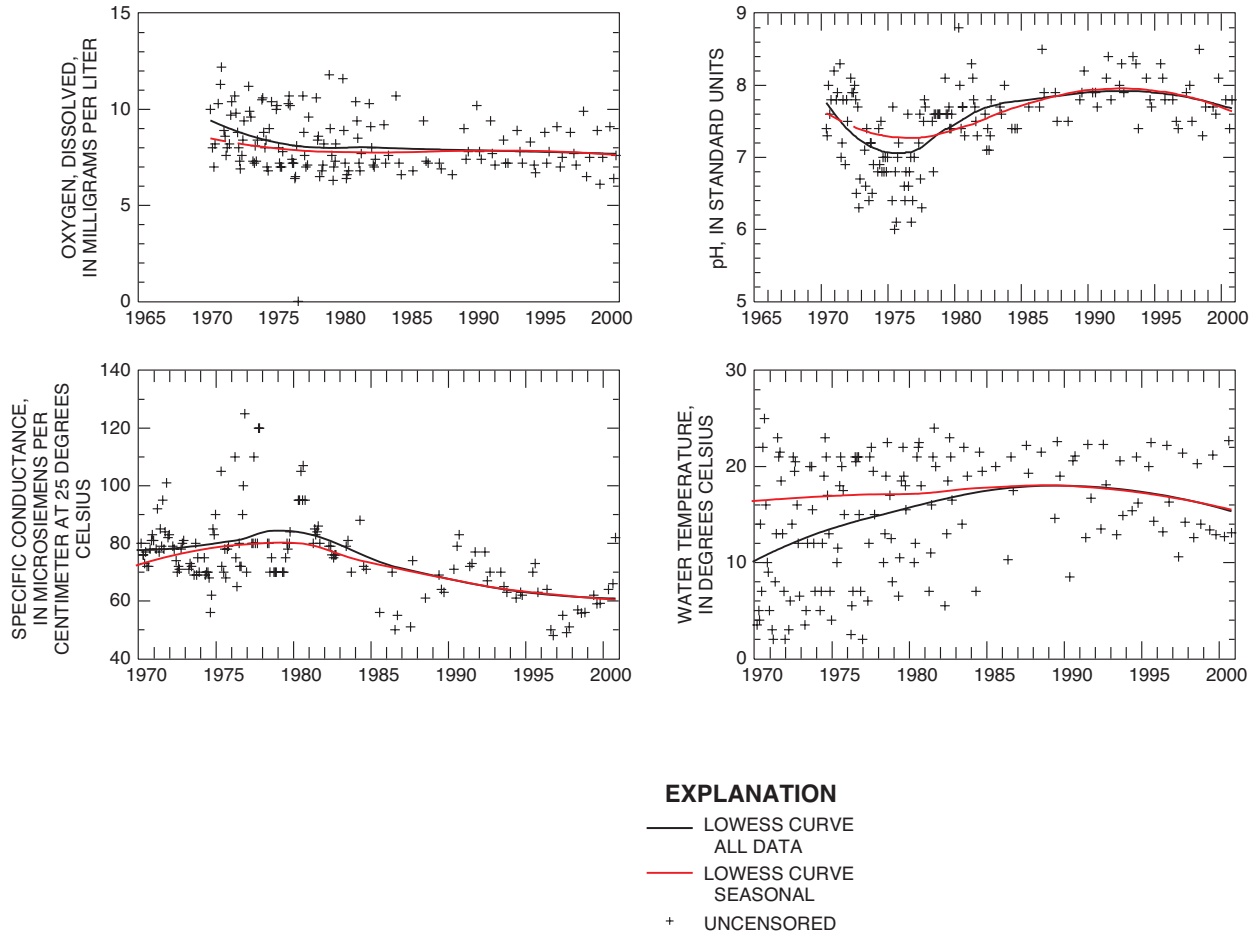 OXYGEN, DISSOLVED,
IN MILLIGRAMS PER LITER
15
10
5
0
1965 1970 1975 1980 1985 1990 1995 2000
pH, IN STANDARD UNITS
9
8
7
6
5
1965 1970 1975 1980 1985 1990 1995 2000
SPECIFIC CONDUCTANCE,
IN MICROSIEMENS PER
CENTIMETER AT 25 DEGREES
CELSIUS
140
120
100
80
60
40
1970 1975 1980 1985 1990 1995 2000
WATER TEMPERATURE,
IN DEGREES CELSIUS
30
20
10
0
1970 1975 1980 1985 1990 1995 2000
EXPLANATION
LOWESS CURVE
ALL DATA
LOWESS CURVE
SEASONAL
UNCENSORED